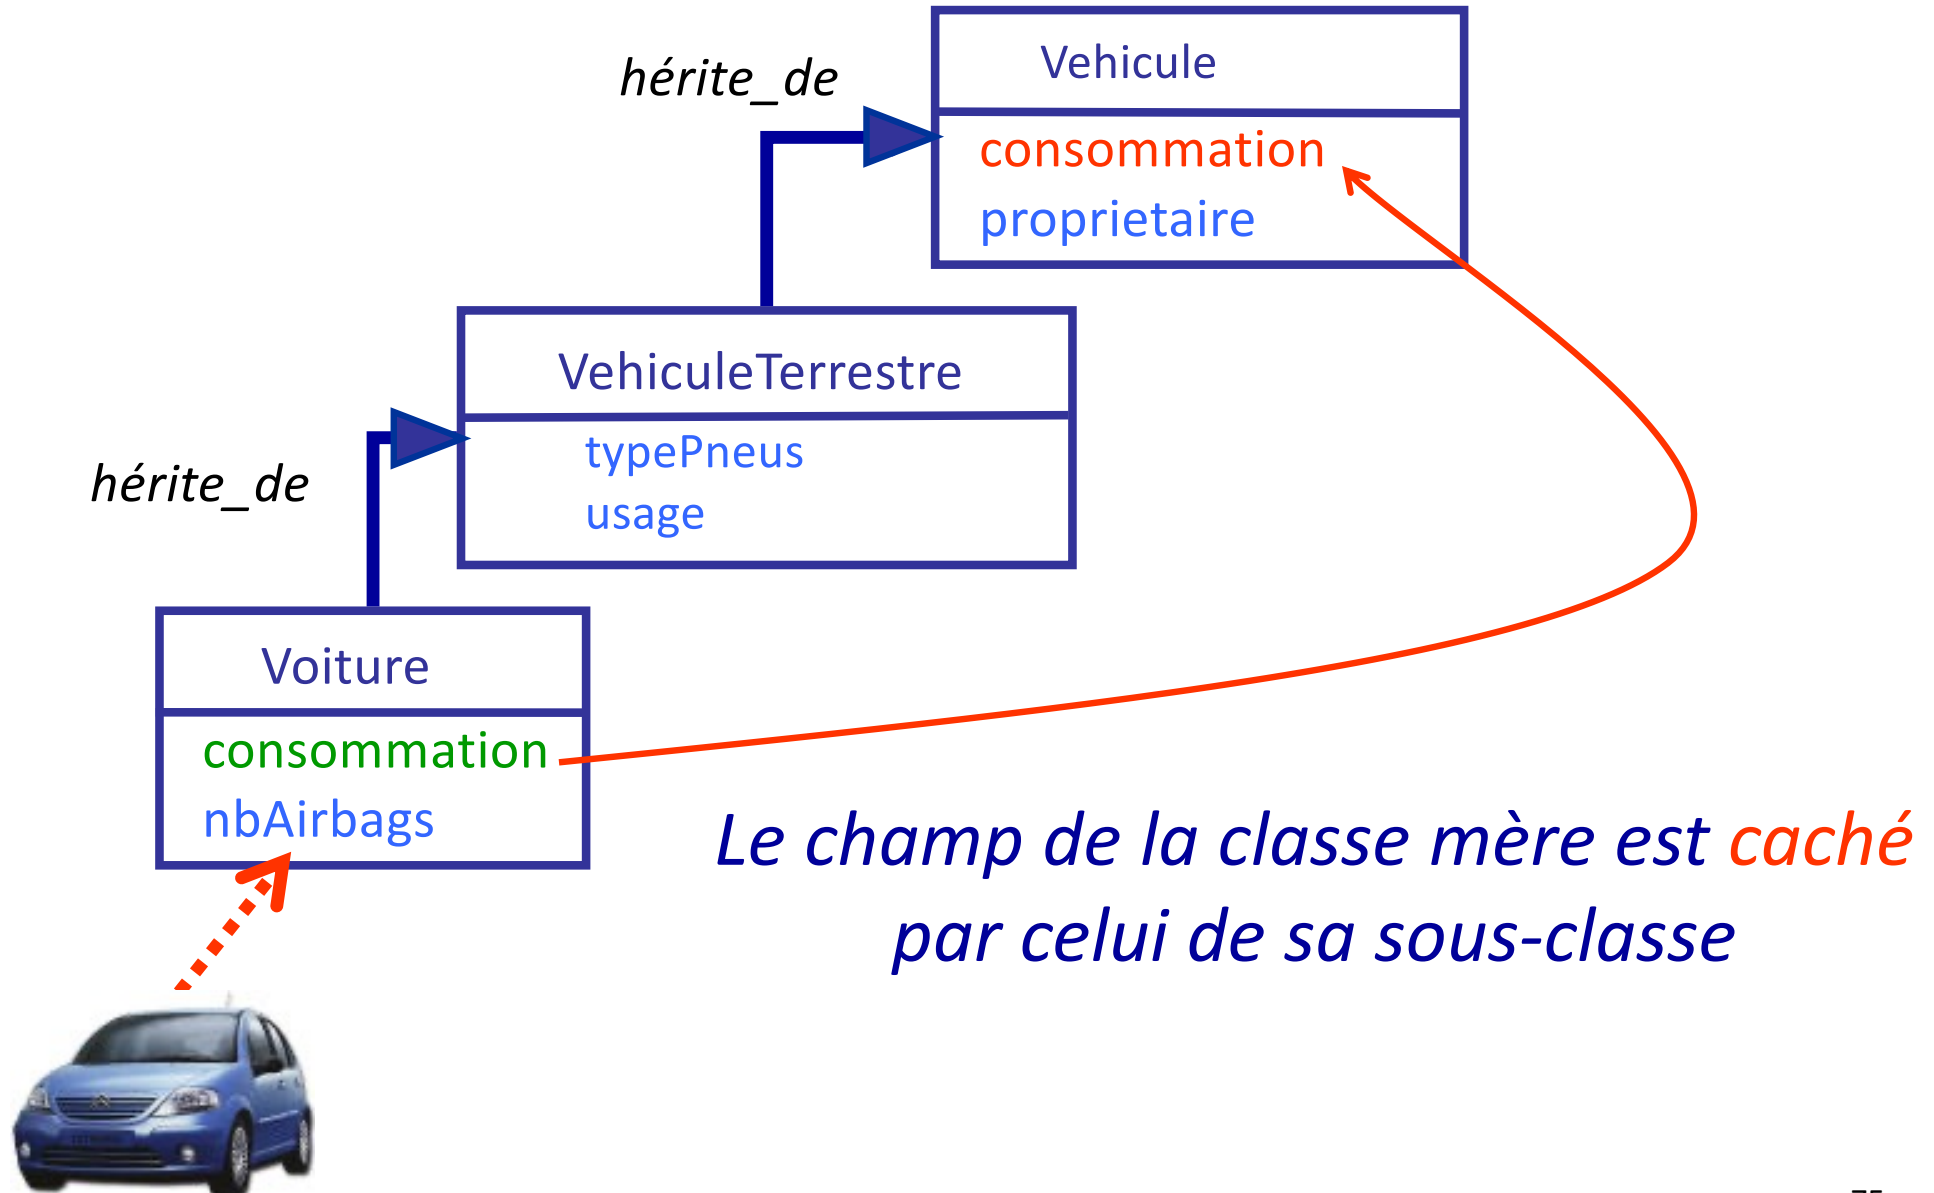 hérite_de
Vehicule
consommation
proprietaire
VehiculeTerrestre
typePneus
usage
hérite_de
Voiture
consommation
nbAirbags
Le champ de la classe mère est caché
par celui de sa sous-classe